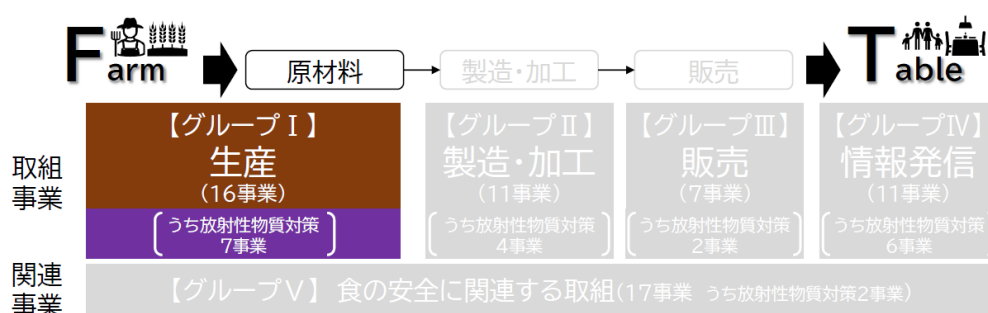 Farm
原材料
製造・加工
販売
Table
取組
事業
【グループⅠ】
生産
(16事業)
うち放射性物質対策
7事業
【グループⅡ】
製造・加工
(11事業)
うち放射性物質対策
4事業
【グループⅢ】
販売
(7事業)
うち放射性物質対策
2事業
【グループⅣ】
情報発信
(11事業)
うち放射性物質対策
6事業
関連
事業
【グループⅤ】食の安全に関連する取組(17事業 うち放射性物質対策2事業)